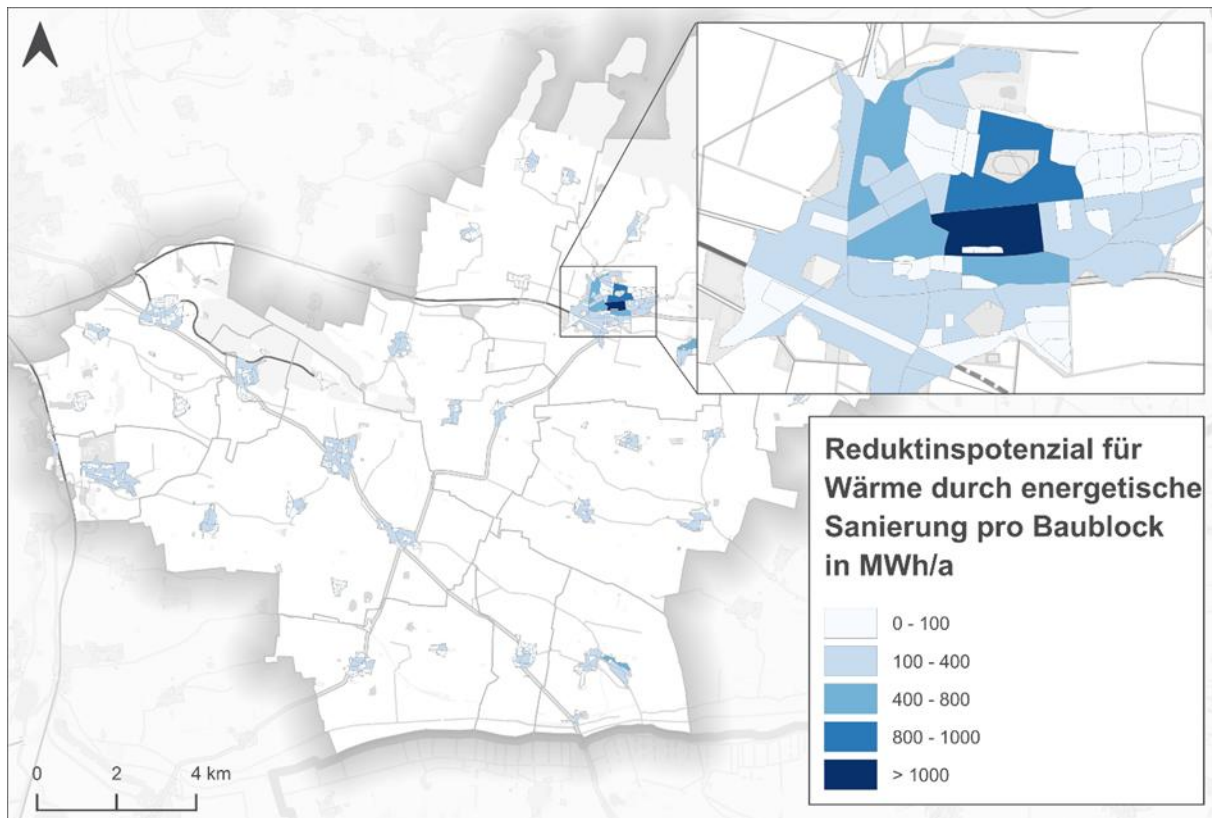 Reduktinspotenzial für
Wärme durch energetische
Sanierung pro Baublock
in MWh/a
0 - 100
100 - 400
400 - 800
800 - 1000
> 1000
0 2 4 km